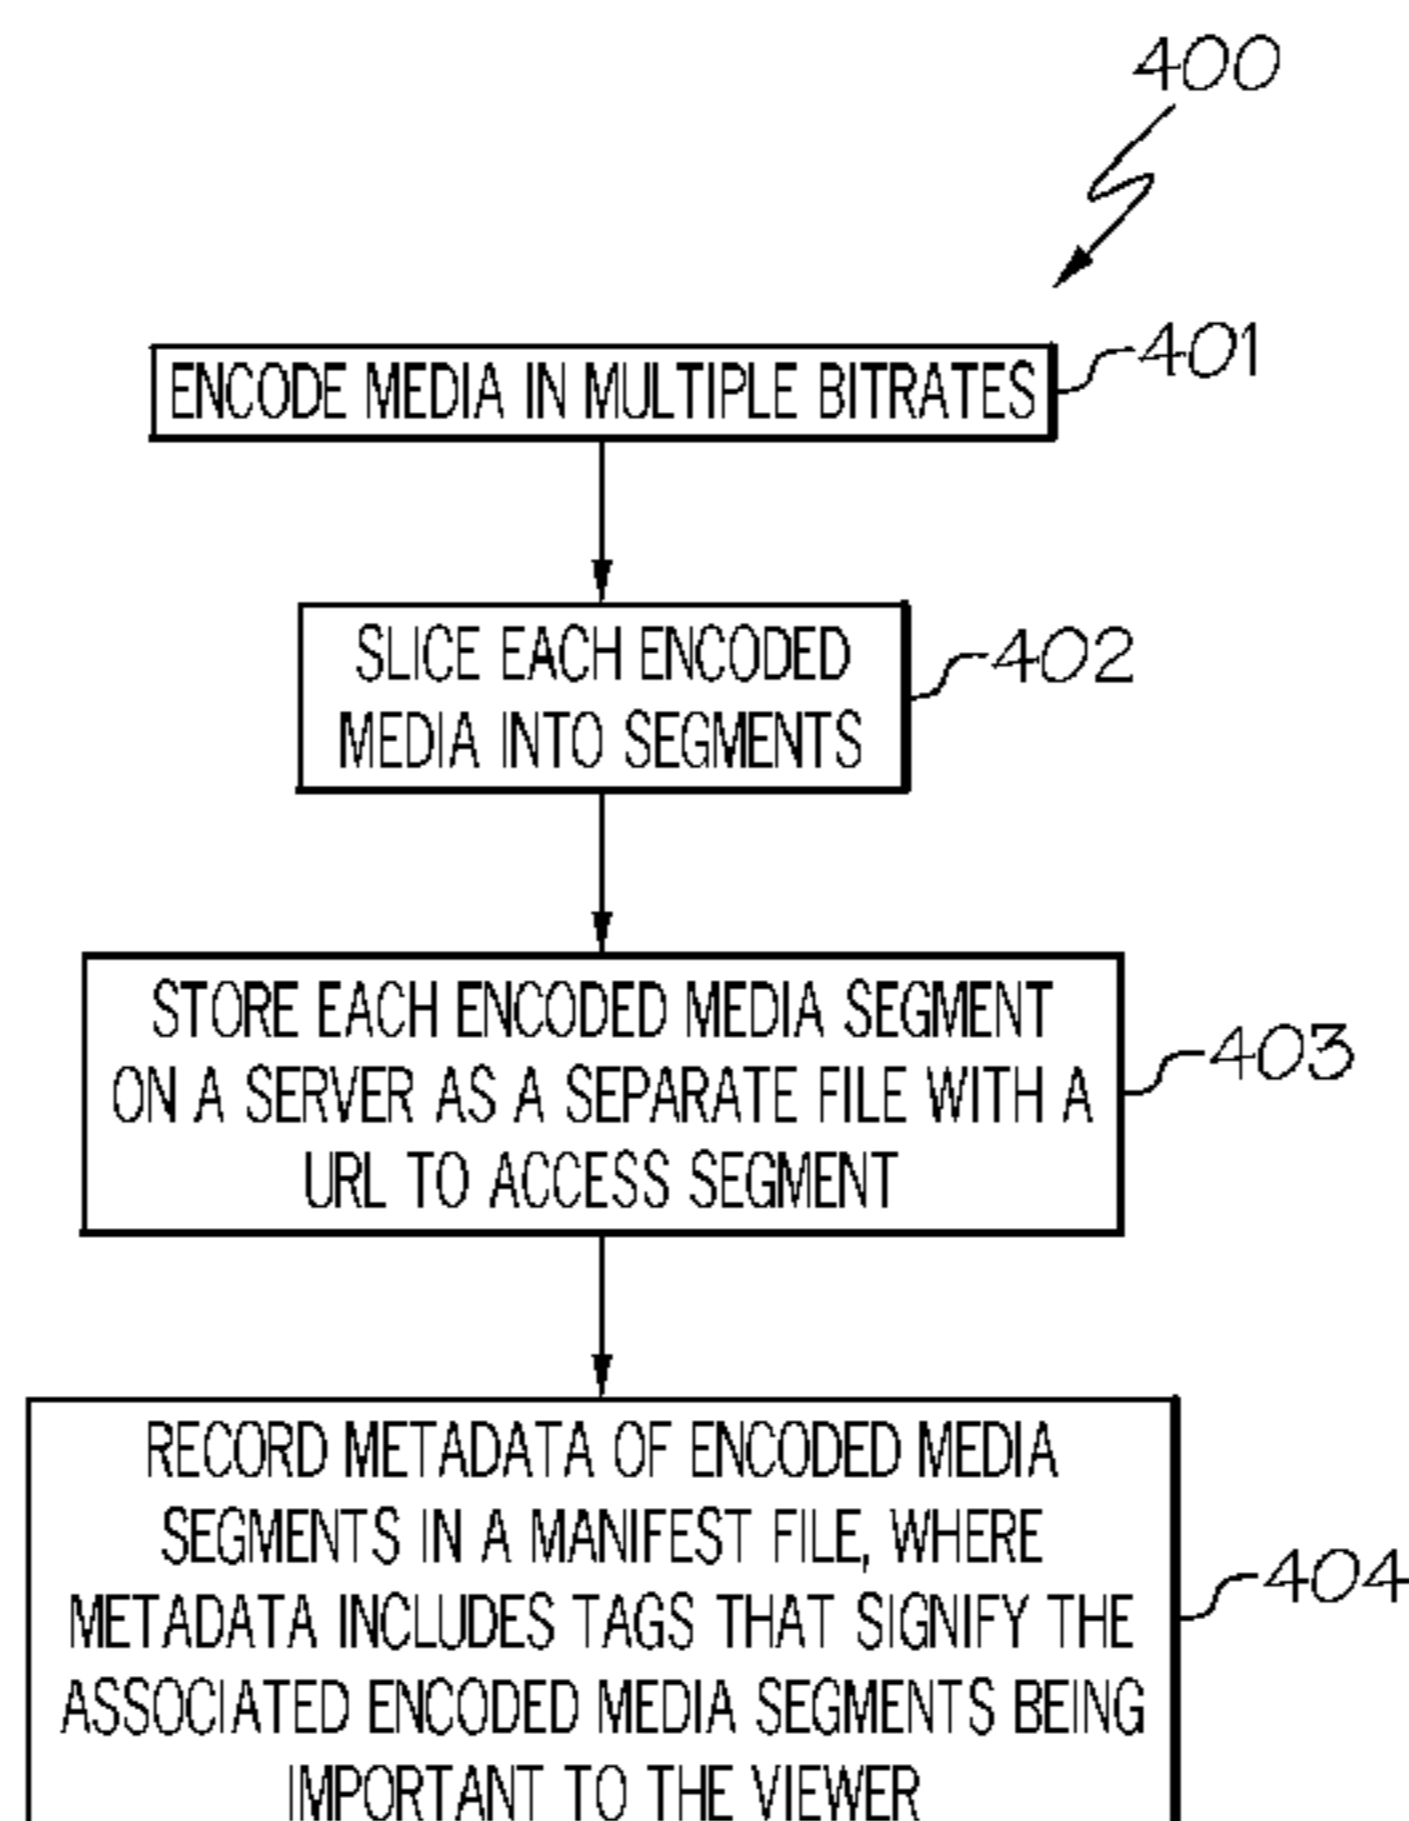 400
ENCODE MEDIA IN MULTIPLE BITRATES
401
SLICE EACH ENCODED
MEDIA INTO SEGMENTS
402
STORE EACH ENCODED MEDIA SEGMENT
ON A SERVER AS A SEPARATE FILE WITH A
URL TO ACCESS SEGMENT
403
RECORD METADATA OF ENCODED MEDIA
SEGMENTS IN A MANIFEST FILE, WHERE
METADATA INCLUDES TAGS THAT SIGNIFY THE
ASSOCIATED ENCODED MEDIA SEGMENTS BEING
IMPORTANT TO THE VIEWER
404